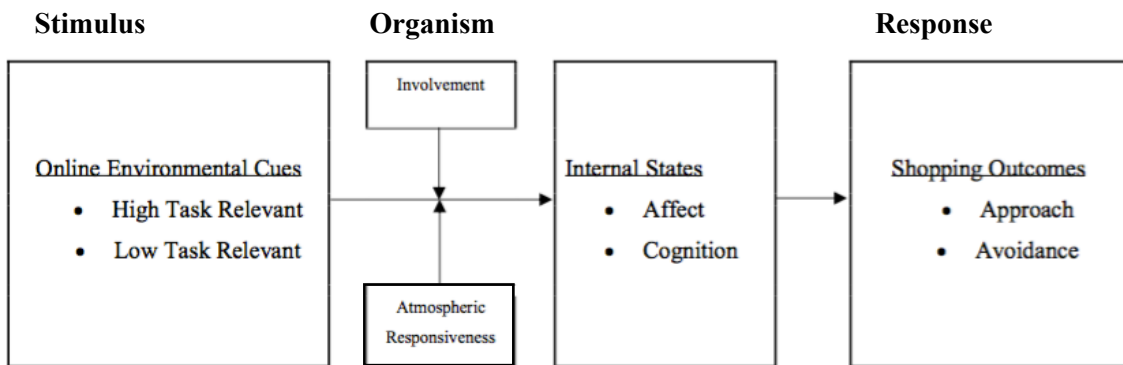 Stimulus
Organism
Response
Involvement
Online Environmental Cues
• High Task Relevant
• Low Task Relevant
Atmospheric
Responsiveness
Internal States
• Affect
• Cognition
Shopping Outcomes
• Approach
• Avoidance